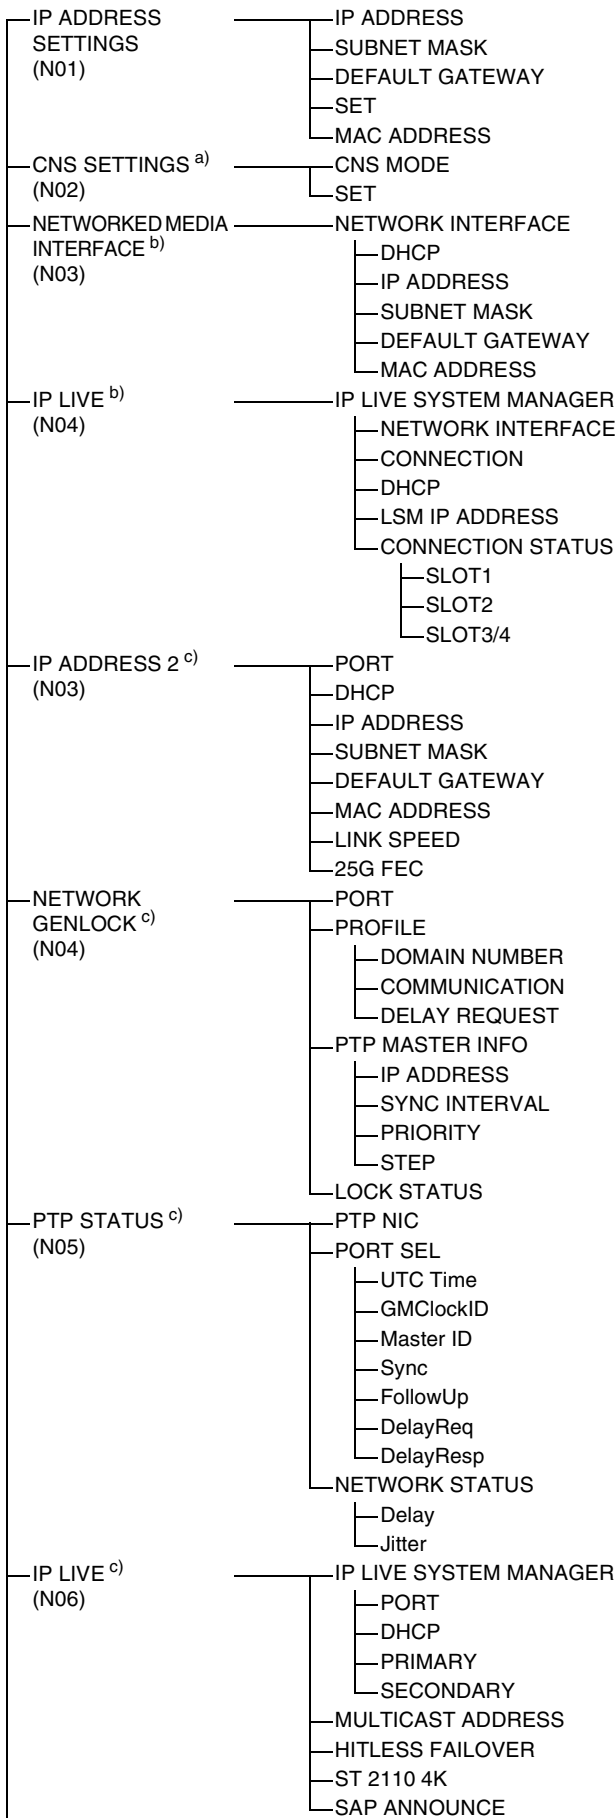 IP ADDRESS SETTINGS (N01)
IP ADDRESS
SUBNET MASK
DEFAULT GATEWAY
SET
MAC ADDRESS
CNS SETTINGS a)
(N02)
CNS MODE
SET
NETWORKED MEDIA
INTERFACE b)
(N03)
NETWORK INTERFACE
DHCP
IP ADDRESS
SUBNET MASK
DEFAULT GATEWAY
MAC ADDRESS
IP LIVE b)
(N04)
IP LIVE SYSTEM MANAGER
NETWORK INTERFACE
CONNECTION
DHCP
LSM IP ADDRESS
CONNECTION STATUS
SLOT1
SLOT2
SLOT3/4
IP ADDRESS 2 c)
(N03)
PORT
DHCP
IP ADDRESS
SUBNET MASK
DEFAULT GATEWAY
MAC ADDRESS
LINK SPEED
25G FEC
NETWORK
GENLOCK c)
(N04)
PORT
PROFILE
DOMAIN NUMBER
COMMUNICATION
DELAY REQUEST
PTP MASTER INFO
IP ADDRESS
SYNC INTERVAL
PRIORITY
STEP
LOCK STATUS
PTP STATUS c)
(N05)
PTP NIC
PORT SEL
UTC Time
GMClockID
Master ID
Sync
FollowUp
DelayReq
DelayResp
NETWORK STATUS
Delay
Jitter
IP LIVE c)
(N06)
IP LIVE SYSTEM MANAGER
PORT
DHCP
PRIMARY
SECONDARY
MULTICAST ADDRESS
HITLESS FAILOVER
ST 2110 4K
SAP ANNOUNCE